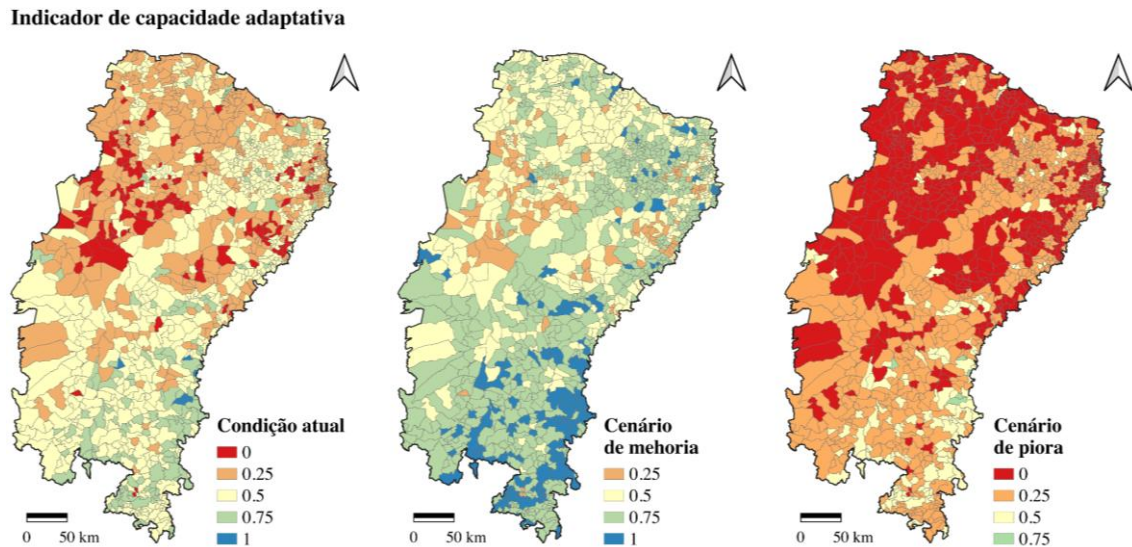 Indicador de capacidade adaptativa
Condição atual
0
0.25
0.5
0.75
1
0 50 km
Cenário
de mehoria
0.25
0.5
0.75
1
0 50 km
Cenário
de piora
0
0.25
0.5
0.75
0 50 km